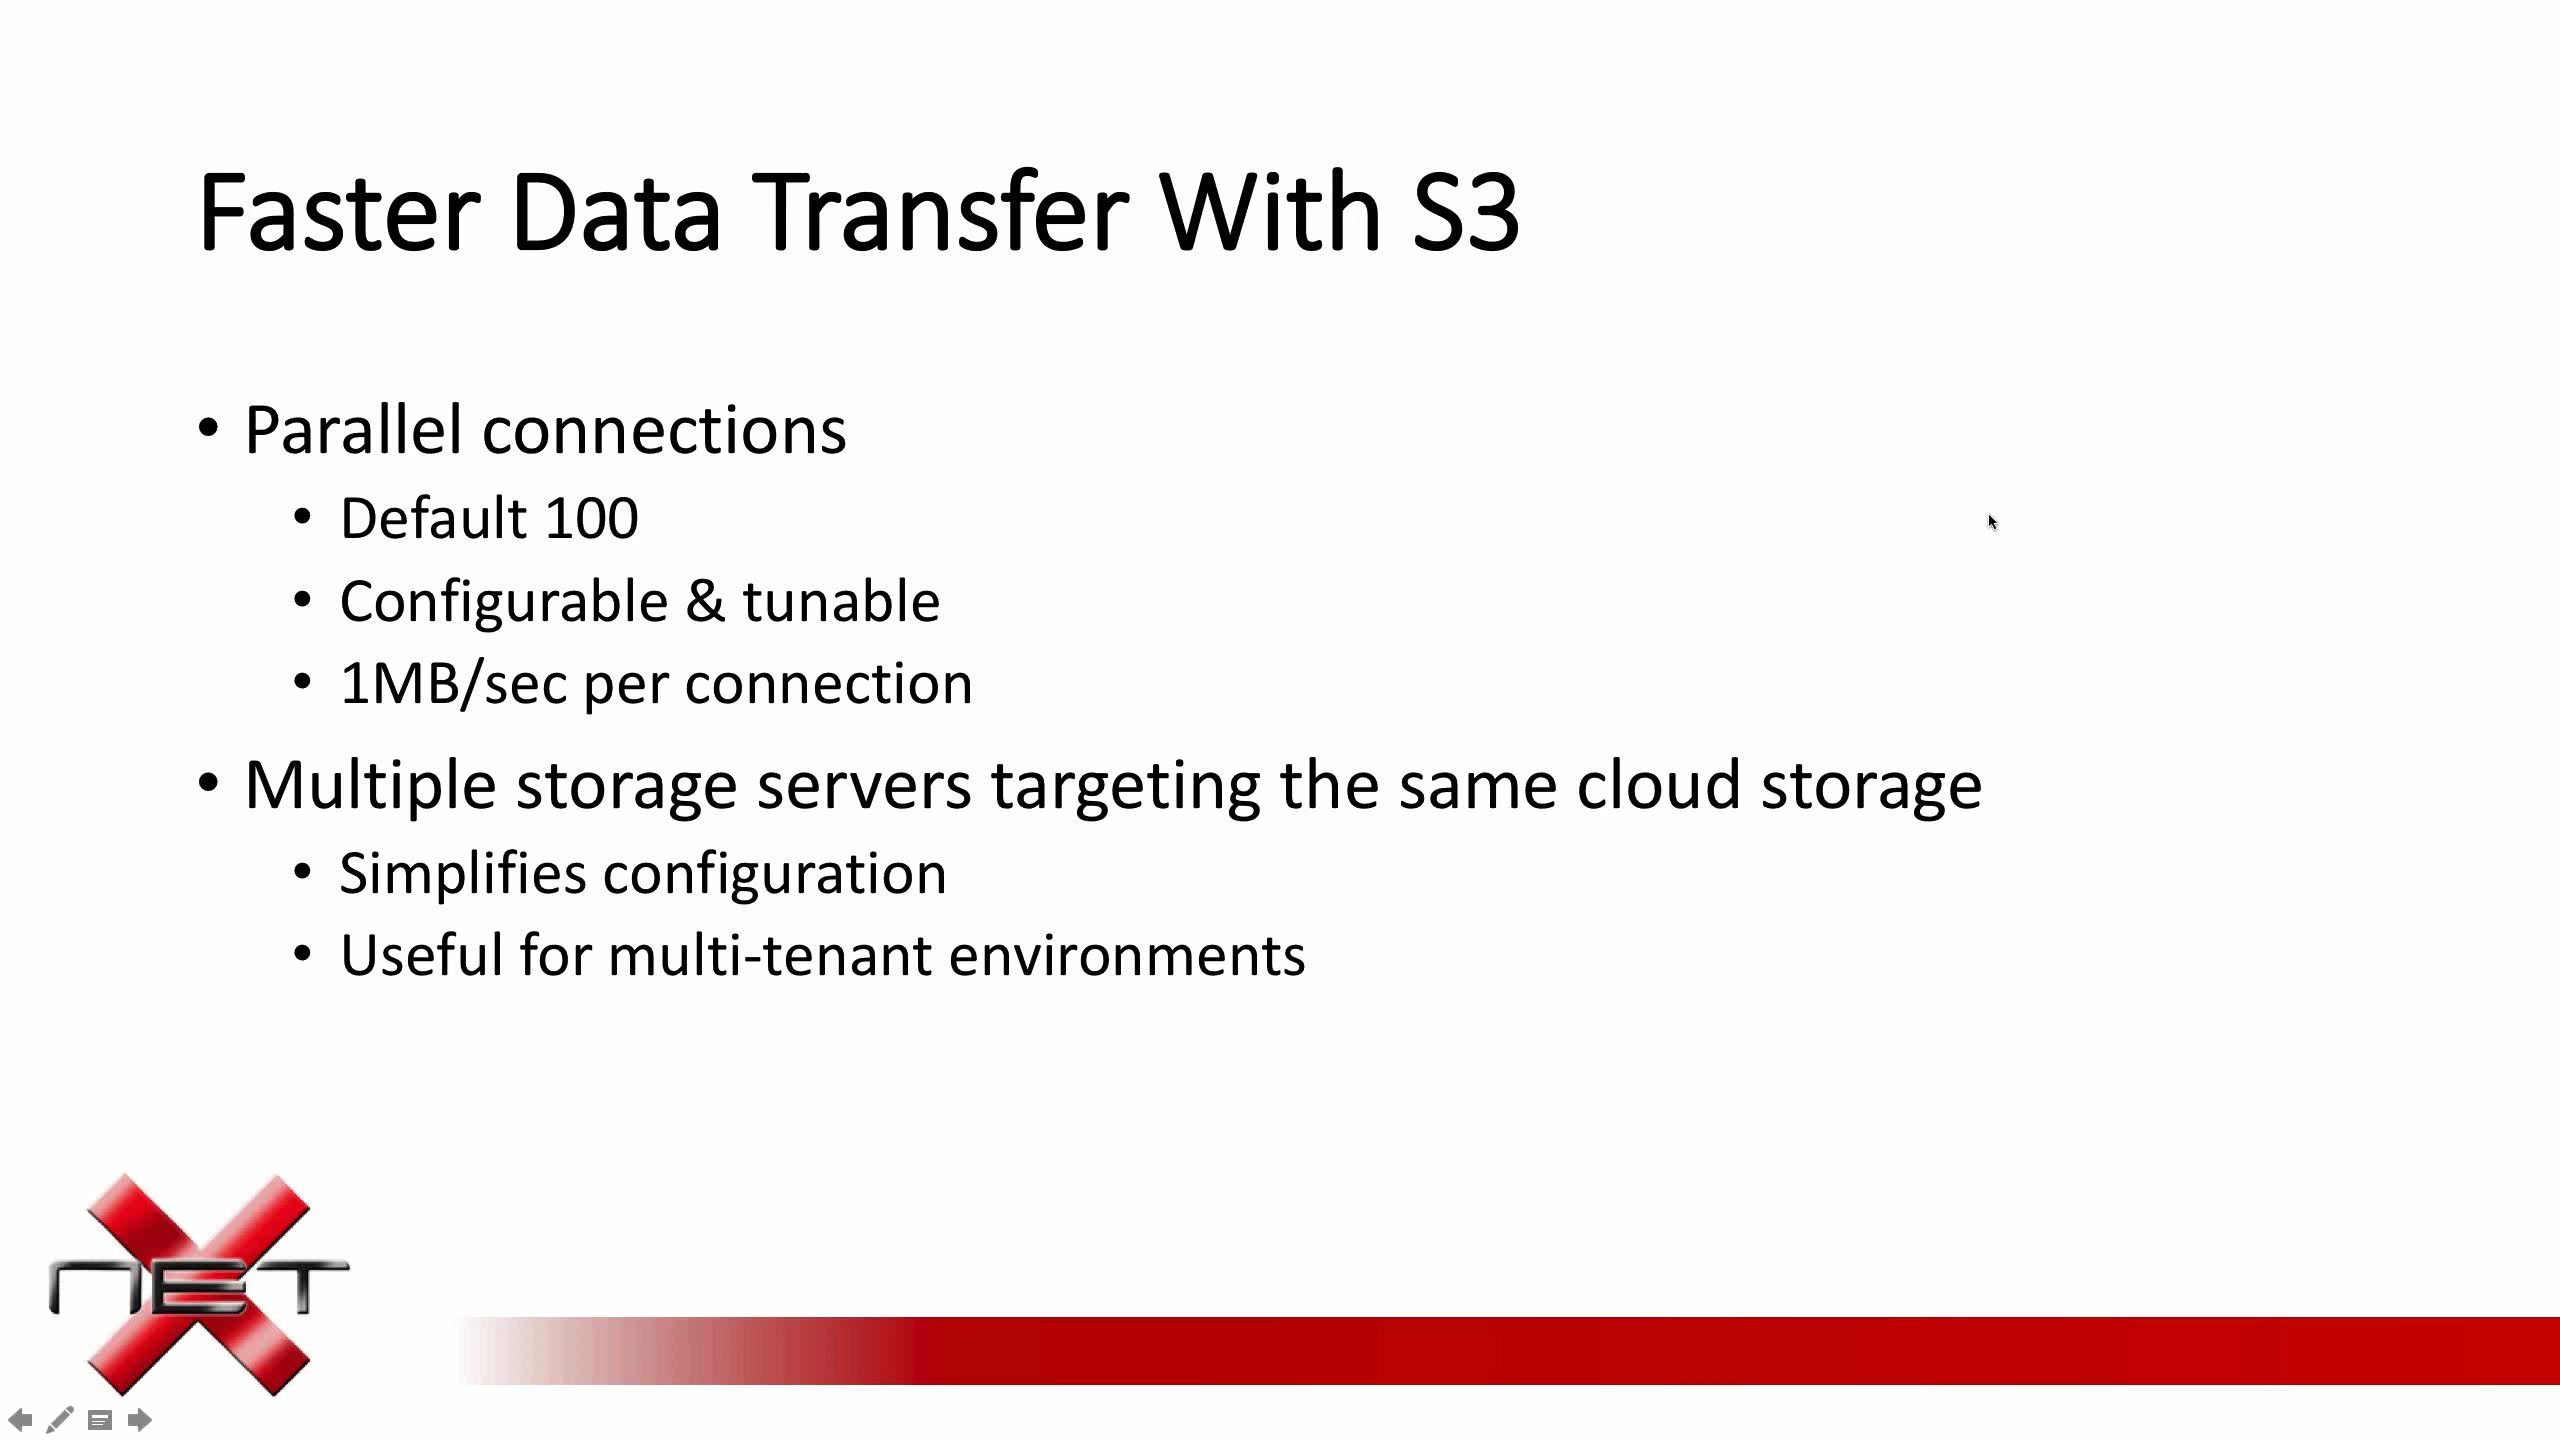 Faster Data Transfer With S3
• Parallel connections
• Default 100
• Configurable & tunable
• 1MB/sec per connection
• Multiple storage servers targeting the same cloud storage
• Simplifies configuration
• Useful for multi-tenant environments
X
NET